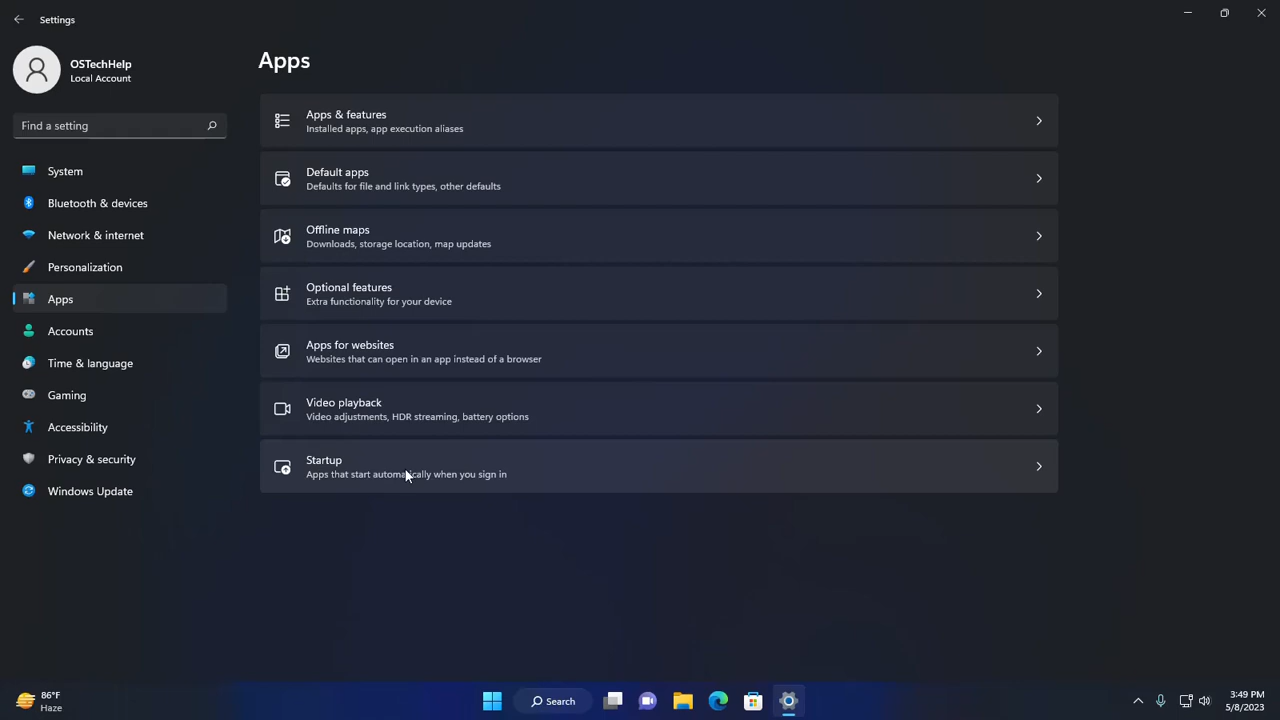 Settings
OSTechHelp
Local Account
Find a setting
System
Bluetooth & devices
Network & internet
Personalization
Apps
Accounts
Time & language
Gaming
Accessibility
Privacy & security
Windows Update
Apps
Apps & features
Installed apps, app execution aliases
Default apps
Defaults for file and link types, other defaults
Offline maps
Downloads, storage location, map updates
Optional features
Extra functionality for your device
Apps for websites
Websites that can open in an app instead of a browser
Video playback
Video adjustments, HDR streaming, battery options
Startup
Apps that start automatically when you sign in
86°F
Haze
Search
3:49 PM
5/8/2023